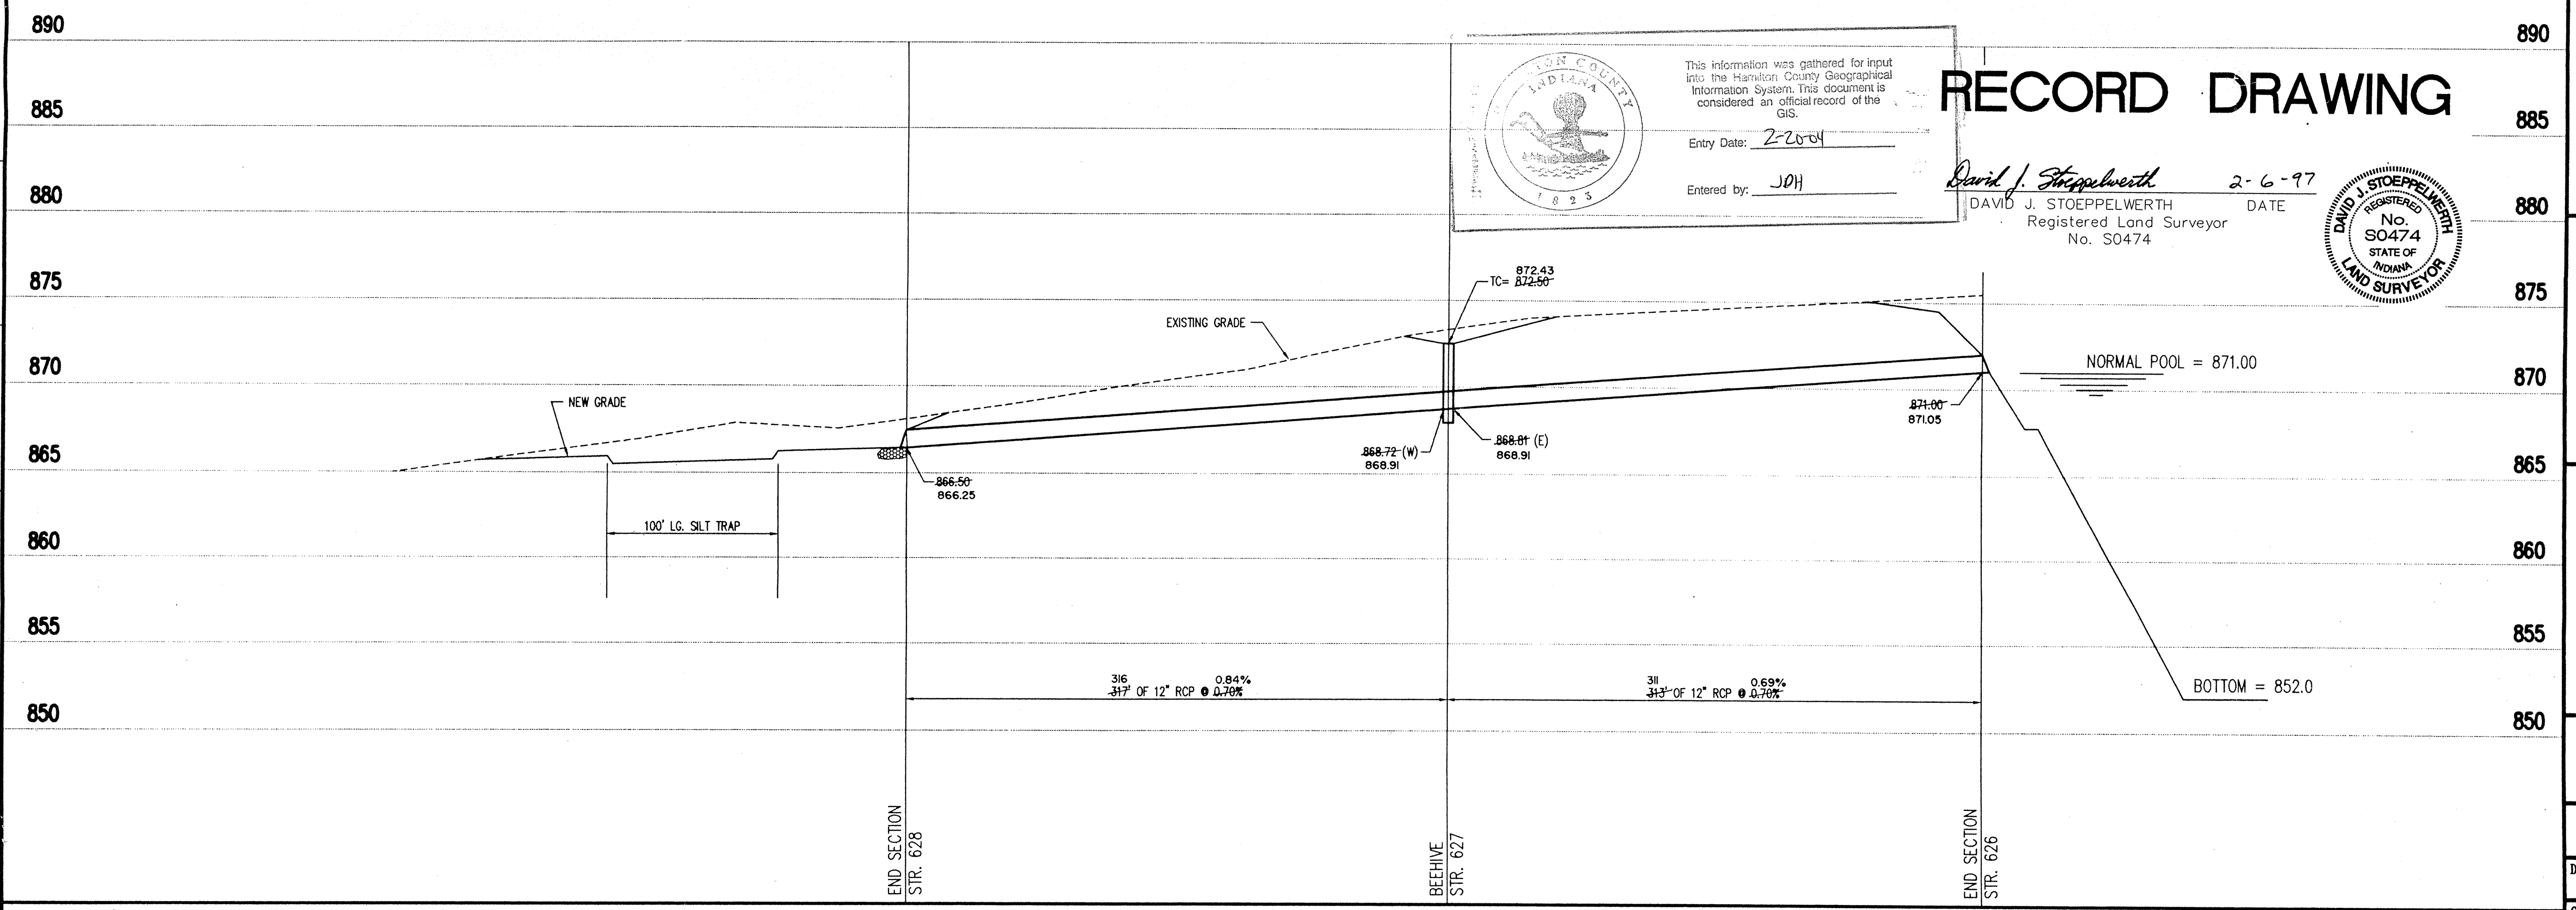 890
890
885
885
880
880
875
875
870
870
865
865
860
860
855
855
850
850
COUNTY
INDIANA
1823
This information was gathered for input
into the Hamilton County Geographical
Information System. This document is
considered an official record of the
GIS.
Entry Date: 2-20-04
Entered by: JDH
RECORD DRAWING
David J. Stoeppelwerth 2-6-97
DAVID J. STOEPPELWERTH DATE
Registered Land Surveyor
No. S0474
DAVID J. STOEPPELWERTH
REGISTERED
No.
S0474
STATE OF
INDIANA
LAND SURVEYOR
872.43
TC= 872.50
EXISTING GRADE
NEW GRADE
NORMAL POOL = 871.00
871.00
871.05
868.81 (E)
868.91
868.72 (W)
868.91
866.50
866.25
100' LG. SILT TRAP
316 0.84%
317' OF 12" RCP @ 0.70%
311 0.69%
313' OF 12" RCP @ 0.70%
BOTTOM = 852.0
END SECTION
STR. 628
BEEHIVE
STR. 627
END SECTION
STR. 626